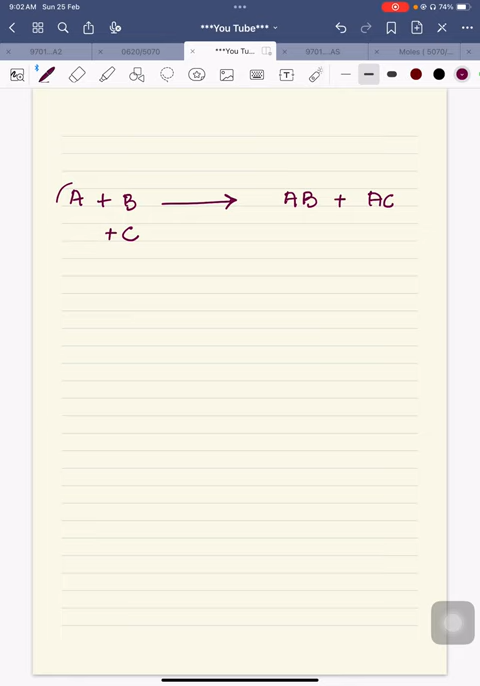 9:02 AM Sun 25 Feb
74%
***You Tube***
9701...A2
0620/5070
***You Tu...
9701....AS
Moles ( 5070/...
A + B → AB + AC
+ C